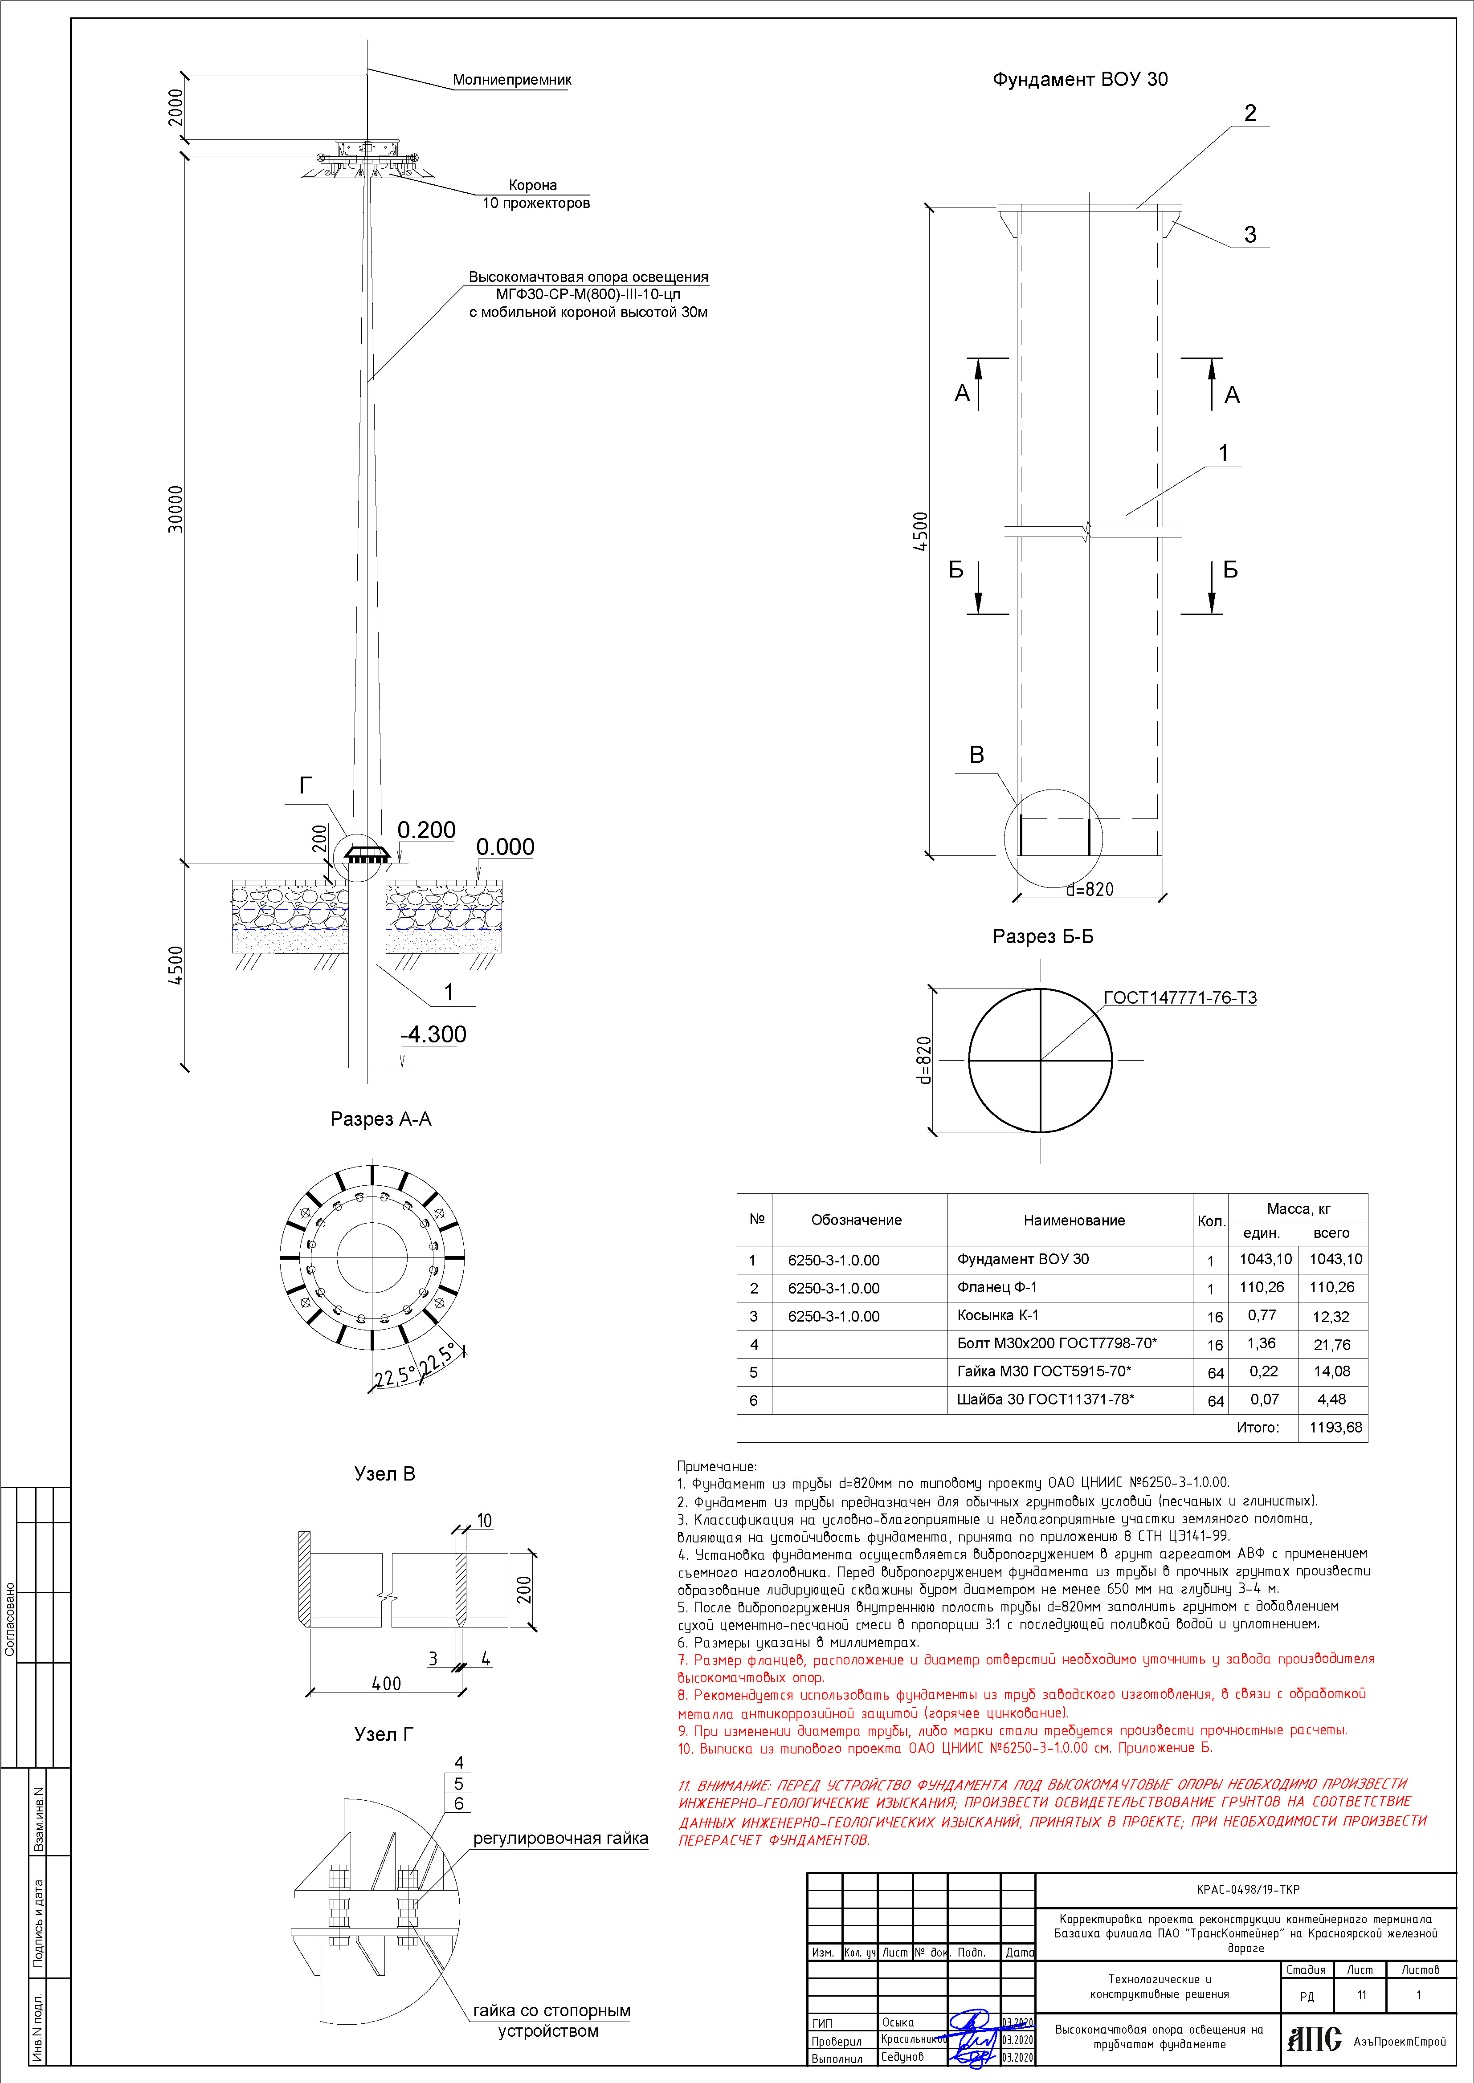 Молниеприемник
2000
Корона
10 прожекторов
Высокомачтовая опора освещения
МГФ30-СР-М(800)-III-10-цл
с мобильной короной высотой 30м
30000
Г
200
0.200
0.000
4500
1
-4.300
Фундамент ВОУ 30
2
3
А
А
1
4500
Б
Б
В
d=820
Разрез Б-Б
ГОСТ147771-76-Т3
d=820
Разрез А-А
22,5°
22,5°
Узел В
10
200
3
4
400
Узел Г
4
5
6
регулировочная гайка
гайка со стопорным
устройством
№ Обозначение Наименование Кол. Масса, кг
един. всего
1 6250-3-1.0.00 Фундамент ВОУ 30 1 1043,10 1043,10
2 6250-3-1.0.00 Фланец Ф-1 1 110,26 110,26
3 6250-3-1.0.00 Косынка К-1 16 0,77 12,32
4 Болт М30х200 ГОСТ7798-70* 16 1,36 21,76
5 Гайка М30 ГОСТ5915-70* 64 0,22 14,08
6 Шайба 30 ГОСТ11371-78* 64 0,07 4,48
Итого: 1193,68
Примечание:
1. Фундамент из трубы d=820мм по типовому проекту ОАО ЦНИИС №6250-3-1.0.00.
2. Фундамент из трубы предназначен для обычных грунтовых условий (песчаных и глинистых).
3. Классификация на условно-благоприятные и неблагоприятные участки земляного полотна,
влияющая на устойчивость фундамента, принята по приложению 8 СТН ЦЭ141-99.
4. Установка фундамента осуществляется вибропогружением в грунт агрегатом АВФ с применением
съемного наголовника. Перед вибропогружением фундамента из трубы в прочных грунтах произвести
образование лидирующей скважины буром диаметром не менее 650 мм на глубину 3-4 м.
5. После вибропогружения внутреннюю полость трубы d=820мм заполнить грунтом с добавлением
сухой цементно-песчаной смеси в пропорции 3:1 с последующей поливкой водой и уплотнением.
6. Размеры указаны в миллиметрах.
7. Размер фланцев, расположение и диаметр отверстий необходимо уточнить у завода производителя
высокомачтовых опор.
8. Рекомендуется использовать фундаменты из труб заводского изготовления, в связи с обработкой
металла антикоррозийной защитой (горячее цинкование).
9. При изменении диаметра трубы, либо марки стали требуется произвести прочностные расчеты.
10. Выписка из типового проекта ОАО ЦНИИС №6250-3-1.0.00 см. Приложение Б.
11. ВНИМАНИЕ: ПЕРЕД УСТРОЙСТВО ФУНДАМЕНТА ПОД ВЫСОКОМАЧТОВЫЕ ОПОРЫ НЕОБХОДИМО ПРОИЗВЕСТИ
ИНЖЕНЕРНО-ГЕОЛОГИЧЕСКИЕ ИЗЫСКАНИЯ; ПРОИЗВЕСТИ ОСВИДЕТЕЛЬСТВОВАНИЕ ГРУНТОВ НА СООТВЕТСТВИЕ
ДАННЫХ ИНЖЕНЕРНО-ГЕОЛОГИЧЕСКИХ ИЗЫСКАНИЙ, ПРИНЯТЫХ В ПРОЕКТЕ; ПРИ НЕОБХОДИМОСТИ ПРОИЗВЕСТИ
ПЕРЕРАСЧЕТ ФУНДАМЕНТОВ.
КРАС-0498/19-ТКР
Корректировка проекта реконструкции контейнерного терминала
Базаиха филиала ПАО "ТрансКонтейнер" на Красноярской железной
дороге
Изм. Кол. уч Лист № док. Подп. Дата
Технологические и
конструктивные решения
Стадия Лист Листов
РД 11 1
ГИП Осыка 03.2020
Проверил Красильников 03.2020
Выполнил Седунов 03.2020
Высокомачтовая опора освещения на
трубчатом фундаменте
АПС АзъПроектСтрой
Согласовано
Взам.инв N
Подпись и дата
Инв N подл.